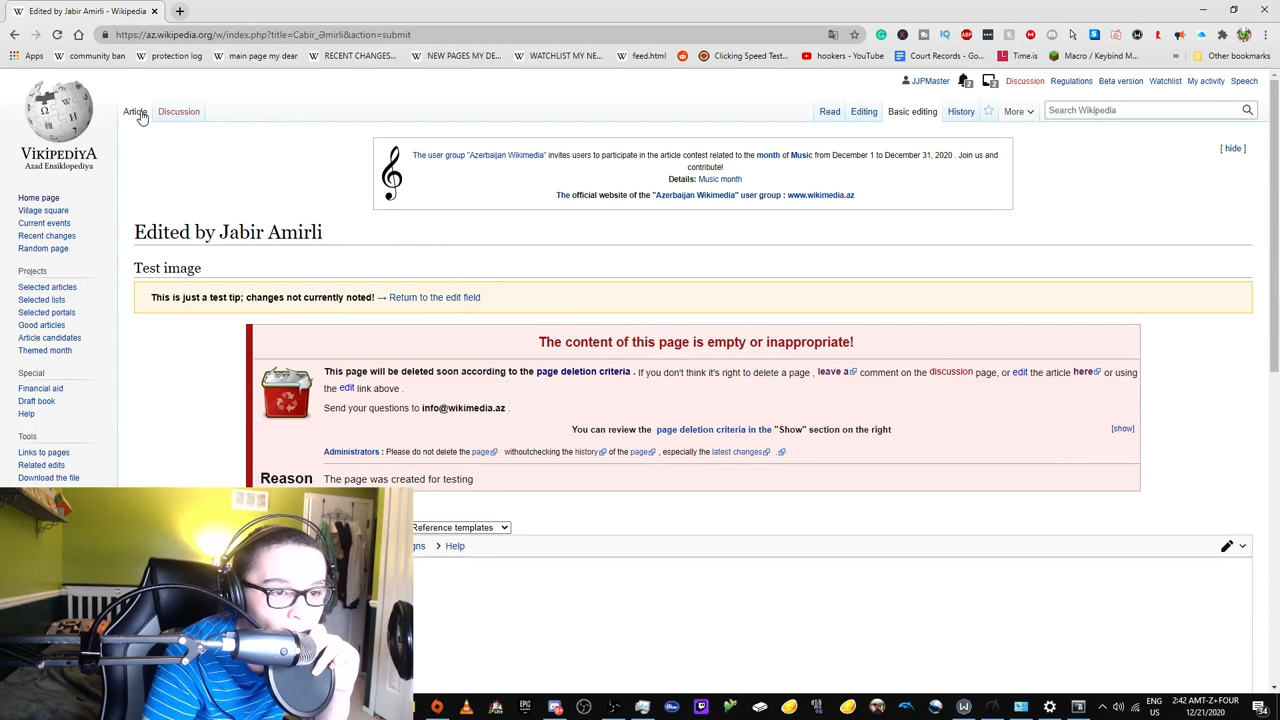 Jabir Amirli - Wikipedia
https://az.wikipedia.org/w/index.php?title=Cabir_Əmirli&action=submit
Apps
community ban
protection log
main page my dear
RECENT CHANGES...
NEW PAGES MY DE...
WATCHLIST MY NE...
feed.html
Clicking Speed Test...
hookers - YouTube
Court Records - Go...
Time.is
Macro / Keybind M...
Other bookmarks
JJPMaster
2
2
Discussion
Regulations
Beta version
Watchlist
My activity
Speech
Article
Discussion
Read
Editing
Basic editing
History
More
Search Wikipedia
VİKİPEDİYA
Azad Ensiklopediya
The user group "Azerbaijan Wikimedia" invites users to participate in the article contest related to the month of Music from December 1 to December 31, 2020 . Join us and
contribute!
Details: Music month
The official website of the "Azerbaijan Wikimedia" user group : www.wikimedia.az
[ hide ]
Home page
Village square
Current events
Recent changes
Random page
Projects
Selected articles
Selected lists
Selected portals
Good articles
Article candidates
Themed month
Special
Financial aid
Draft book
Help
Tools
Links to pages
Related edits
Download the file
Edited by Jabir Amirli
Test image
This is just a test tip; changes not currently noted! → Return to the edit field
The content of this page is empty or inappropriate!
This page will be deleted soon according to the page deletion criteria . If you don't think it's right to delete a page , leave a comment on the discussion page, or edit the article here or using
the edit link above .
Send your questions to info@wikimedia.az .
You can review the page deletion criteria in the "Show" section on the right
[show]
Administrators : Please do not delete the page withoutchecking the history of the page , especially the latest changes .
Reason The page was created for testing
Reference templates
gns
Help
ENG
US
2:42 AMT-Z+FOUR
12/21/2020